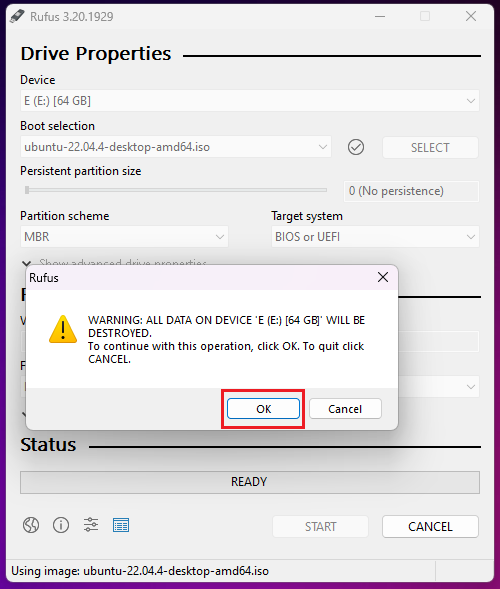 Rufus 3.20.1929
Drive Properties
Device
E (E:) [64 GB]
Boot selection
ubuntu-22.04.4-desktop-amd64.iso
SELECT
Persistent partition size
0 (No persistence)
Partition scheme
Target system
MBR
BIOS or UEFI
Show advanced drive properties
Rufus
WARNING: ALL DATA ON DEVICE 'E (E:) [64 GB]' WILL BE
DESTROYED.
To continue with this operation, click OK. To quit click
CANCEL.
OK
Cancel
Status
READY
START
CANCEL
Using image: ubuntu-22.04.4-desktop-amd64.iso